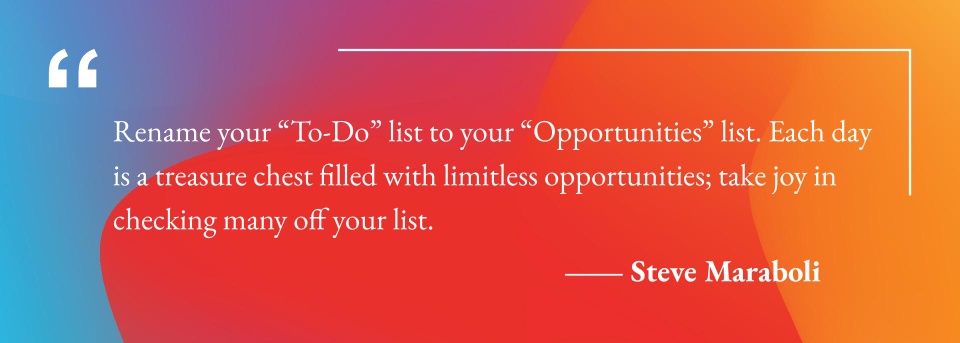 “
Rename your “To-Do” list to your “Opportunities” list. Each day
is a treasure chest filled with limitless opportunities; take joy in
checking many off your list.
—— Steve Maraboli